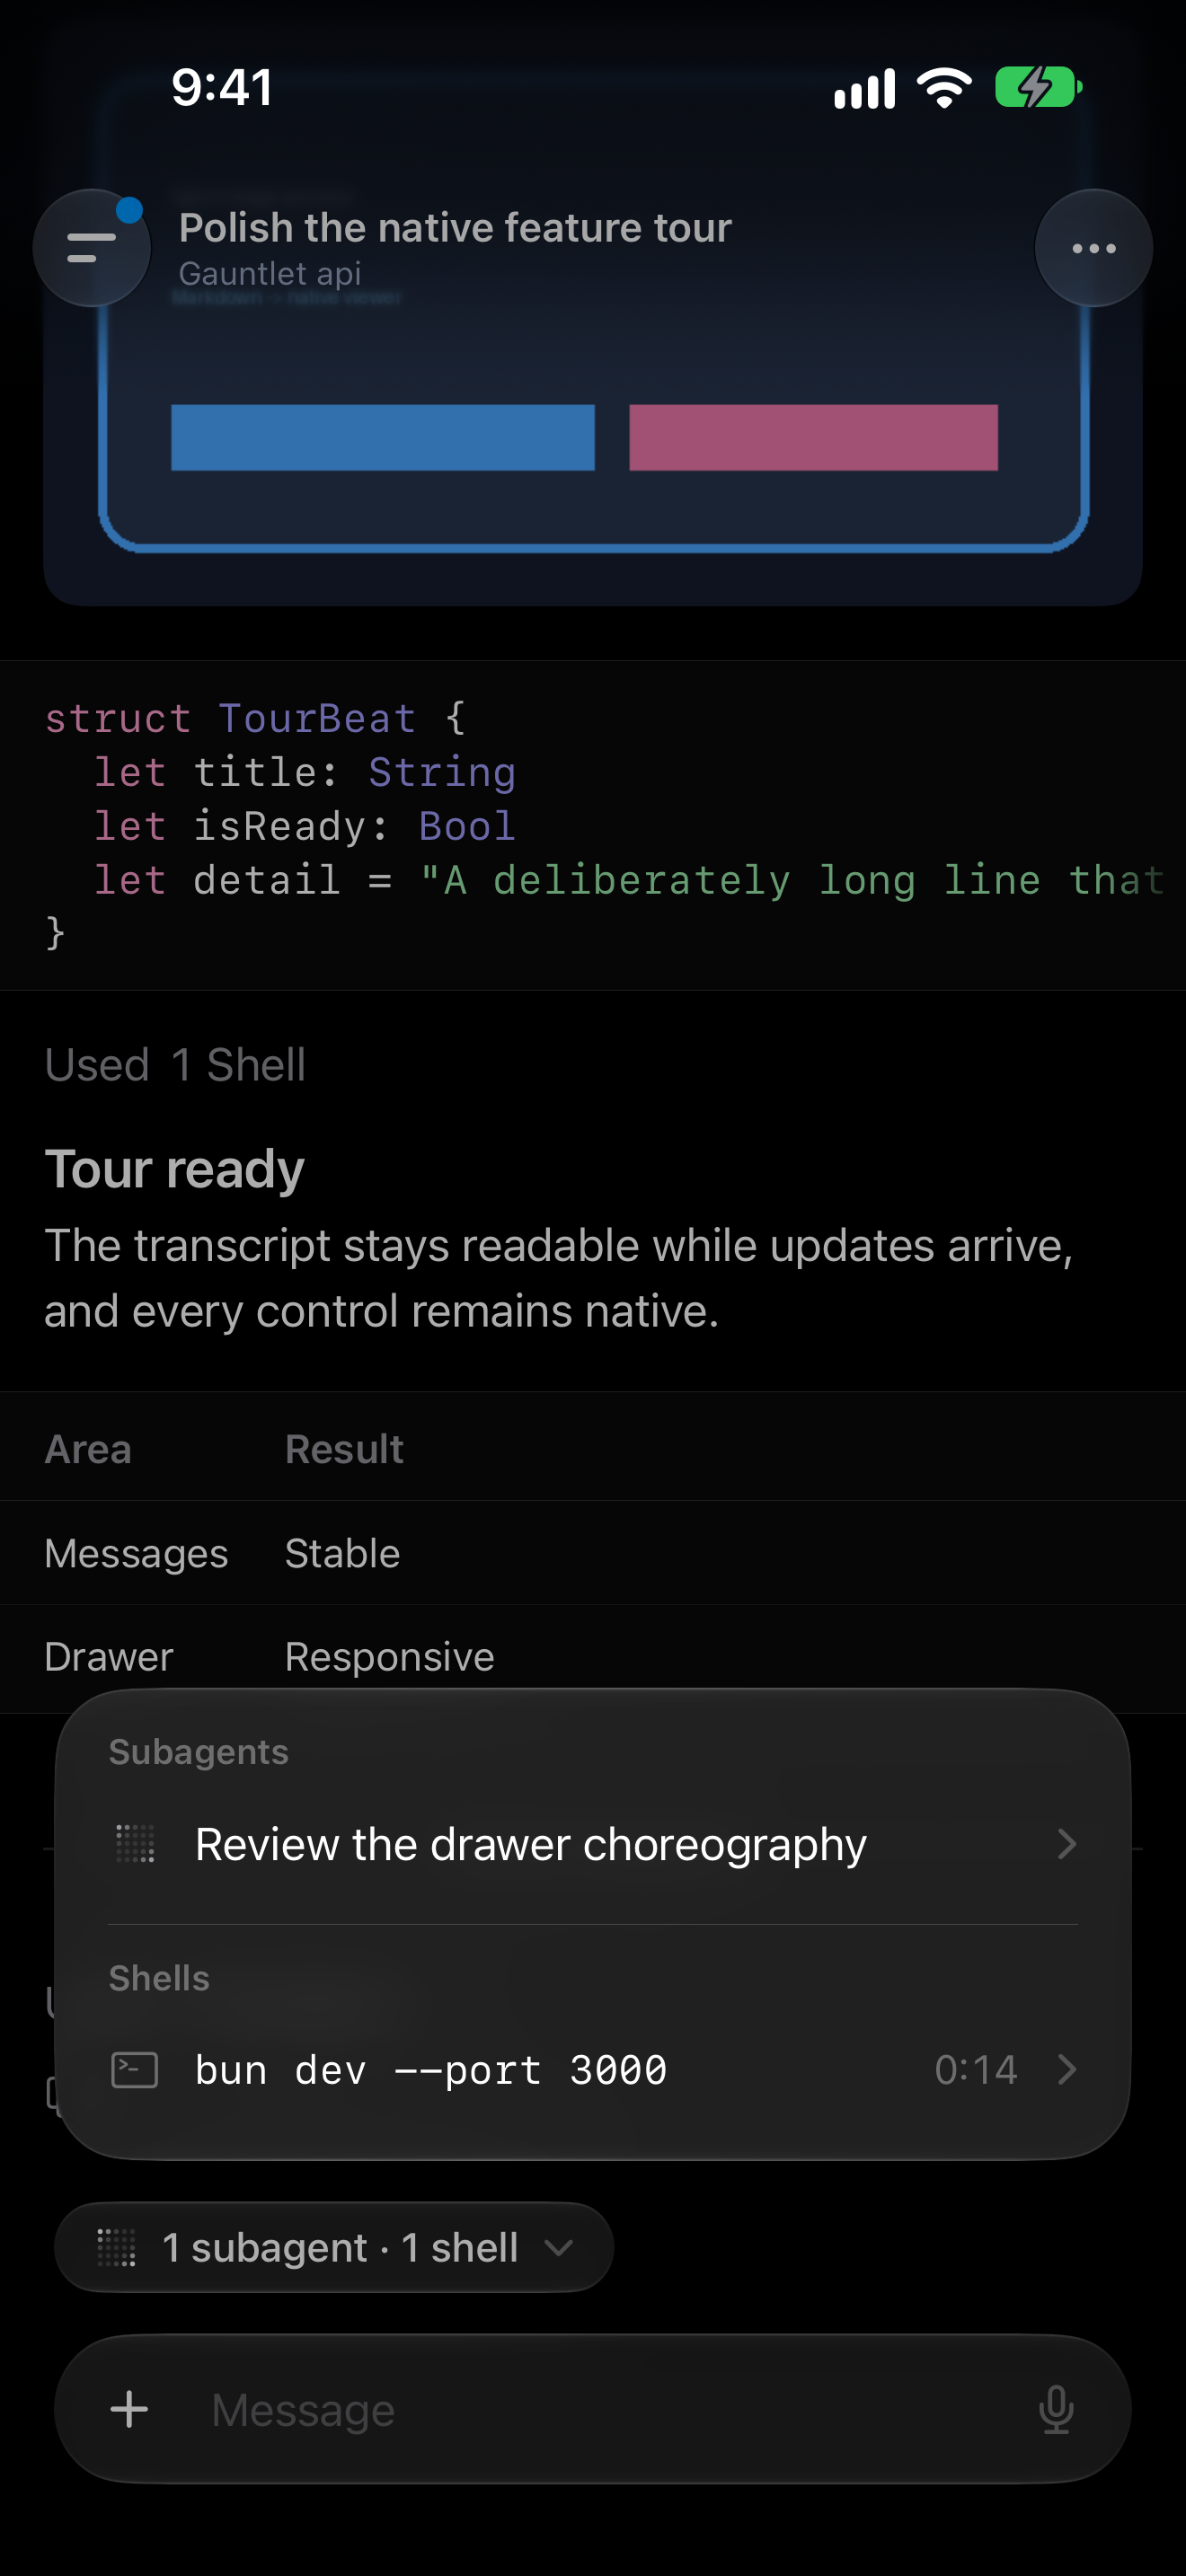 9:41
Polish the native feature tour
Gauntlet api
Markdown → native viewer
struct TourBeat {
let title: String
let isReady: Bool
let detail = "A deliberately long line that
}
Used 1 Shell
Tour ready
The transcript stays readable while updates arrive,
and every control remains native.
Area Result
Messages Stable
Drawer Responsive
Subagents
Review the drawer choreography
Shells
bun dev --port 3000 0:14
1 subagent · 1 shell
Message